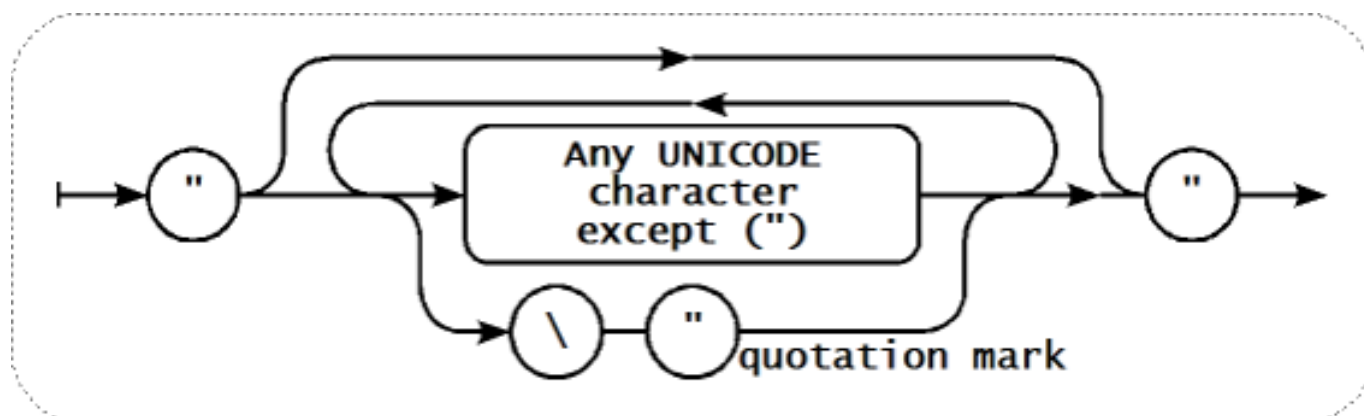 "
Any UNICODE
character
except (")
"
\ "
quotation mark